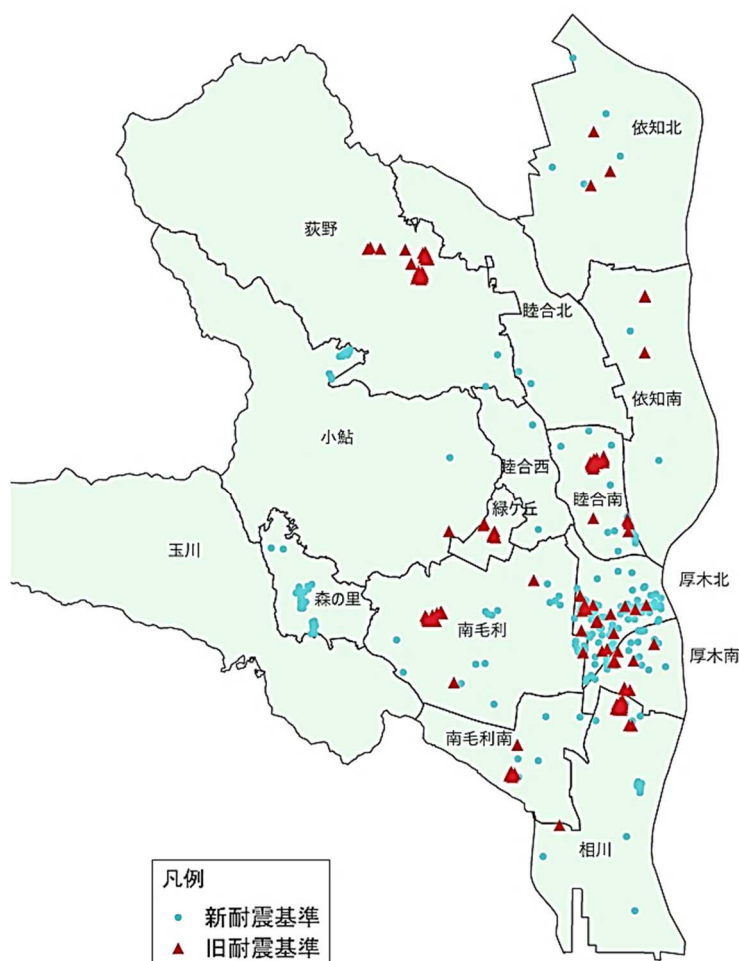 依知北
荻野
睦合北
依知南
小鮎
睦合西
緑ケ丘
睦合南
玉川
森の里
厚木北
南毛利
厚木南
南毛利南
相川
凡例
新耐震基準
旧耐震基準